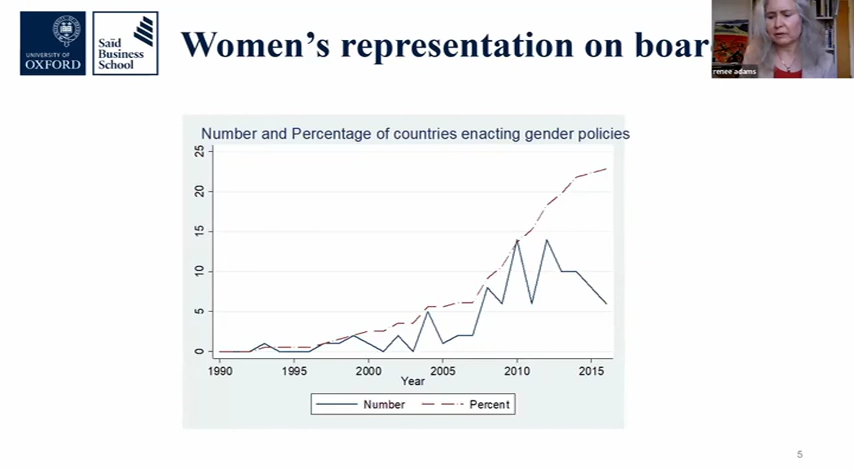 UNIVERSITY OF
OXFORD
Saïd
Business
School
Women's representation on boar
renee adams
Number and Percentage of countries enacting gender policies
25
20
15
10
5
0
1990 1995 2000 2005 2010 2015
Year
Number Percent
5